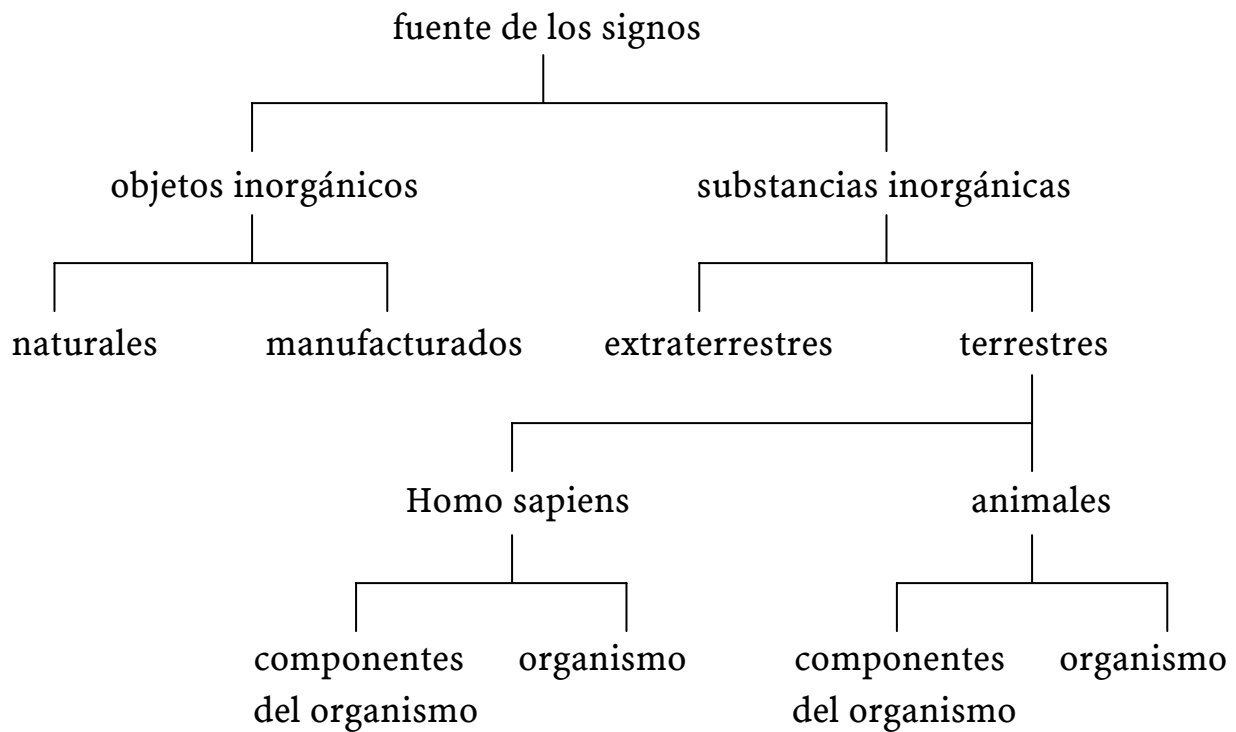 fuente de los signos
objetos inorgánicos
substancias inorgánicas
naturales
manufacturados
extraterrestres
terrestres
Homo sapiens
animales
componentes
del organismo
organismo
componentes
del organismo
organismo